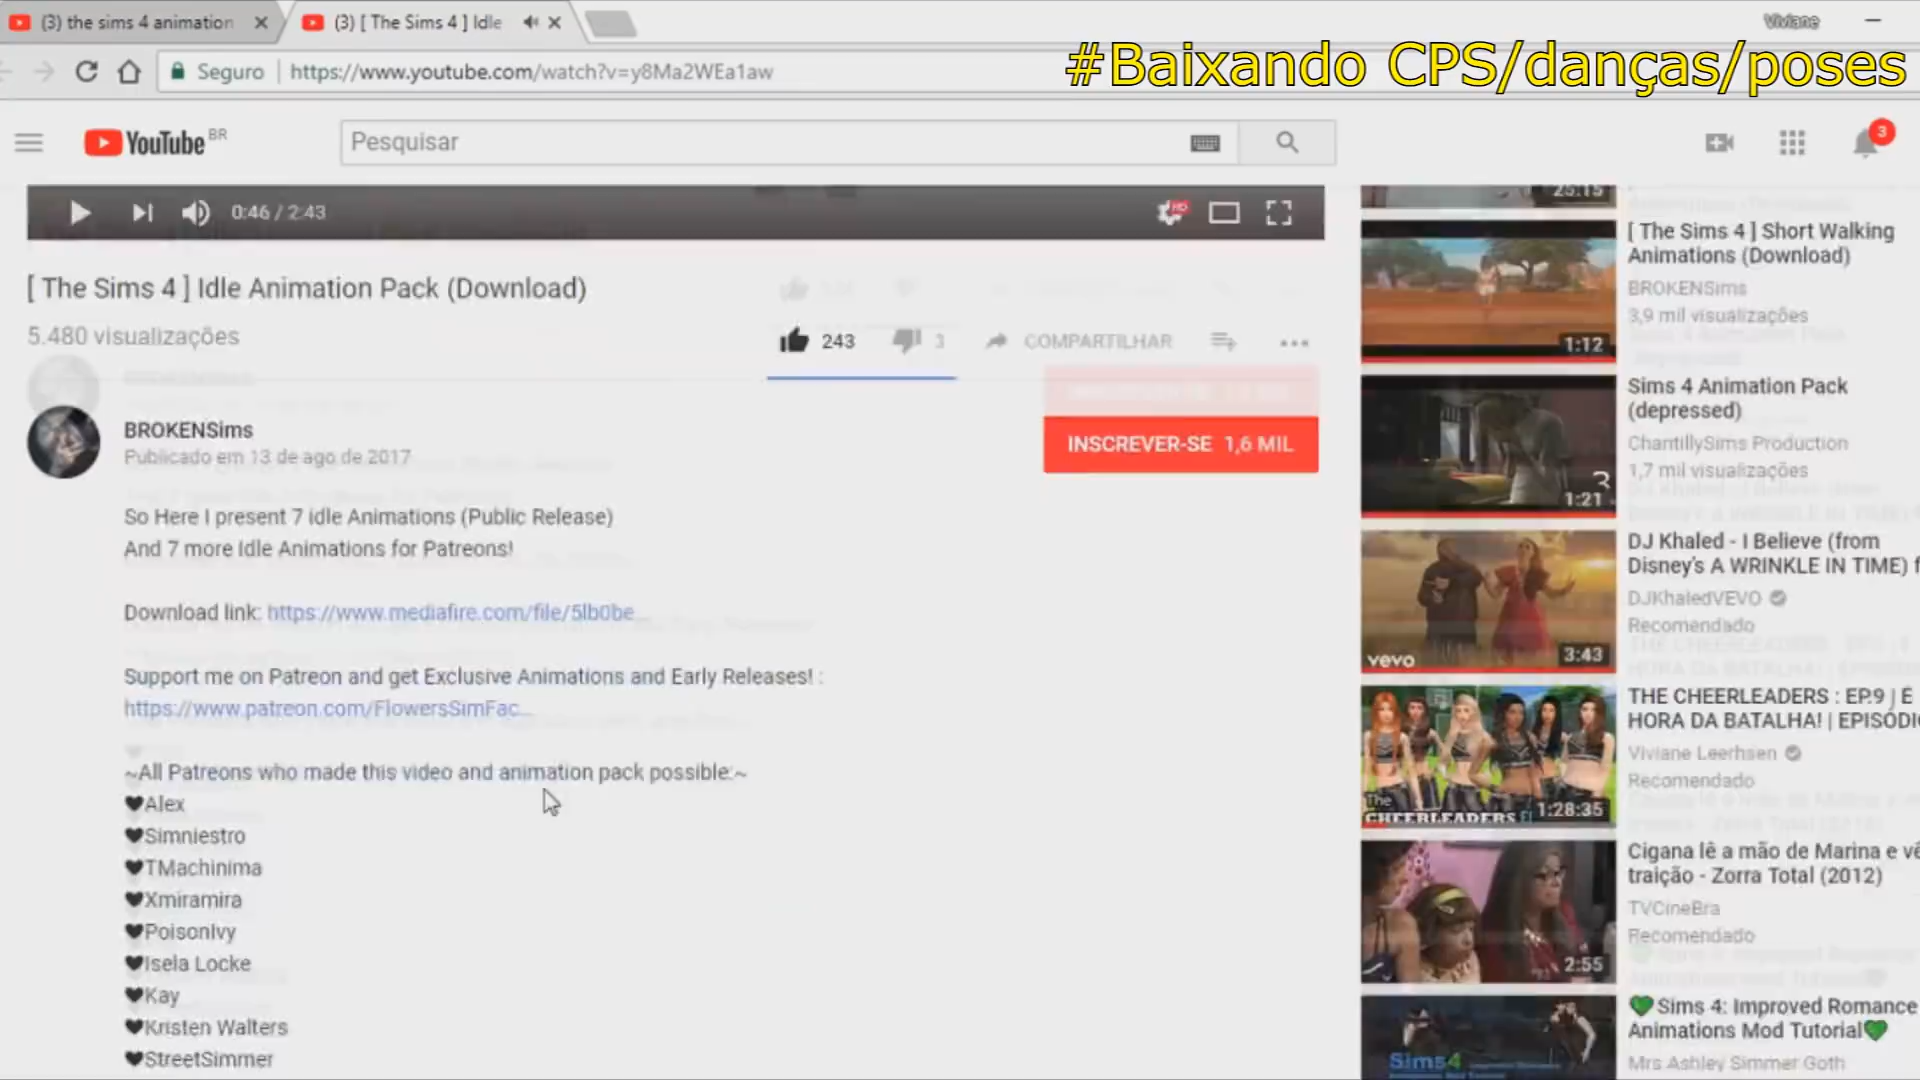 (3) the sims 4 animation
(3) [ The Sims 4 ] Idle
Viviane
Seguro
https://www.youtube.com/watch?v=y8Ma2WEa1aw
#Baixando CPS/danças/poses
YouTube BR
Pesquisar
3
0:46 / 2:43
HD
[ The Sims 4 ] Idle Animation Pack (Download)
5.480 visualizações
243
3
COMPARTILHAR
BROKENSims
Publicado em 13 de ago de 2017
INSCREVER-SE 1,6 MIL
So Here I present 7 idle Animations (Public Release)
And 7 more Idle Animations for Patreons!
Download link: https://www.mediafire.com/file/5lb0be...
Support me on Patreon and get Exclusive Animations and Early Releases! :
https://www.patreon.com/FlowersSimFac...
~All Patreons who made this video and animation pack possible:~
♥Alex
♥Simniestro
♥TMachinima
♥Xmiramira
♥PoisonIvy
♥Isela Locke
♥Kay
♥Kristen Walters
♥StreetSimmer
25:15
[ The Sims 4 ] Short Walking
Animations (Download)
BROKENSims
3,9 mil visualizações
1:12
Sims 4 Animation Pack
(depressed)
ChantillySims Production
1,7 mil visualizações
3
1:21
DJ Khaled - I Believe (from
Disney's A WRINKLE IN TIME) f
DJKhaledVEVO
Recomendado
vevo
3:43
THE CHEERLEADERS : EP.9 | É
HORA DA BATALHA! | EPISÓDIO
Viviane Leerhsen
Recomendado
The
CHEERLEADERS
1:28:35
Cigana lê a mão de Marina e vê
traição - Zorra Total (2012)
TVCineBra
Recomendado
2:55
💚Sims 4: Improved Romance
Animations Mod Tutorial💚
Mrs Ashley Simmer Goth
Sims4